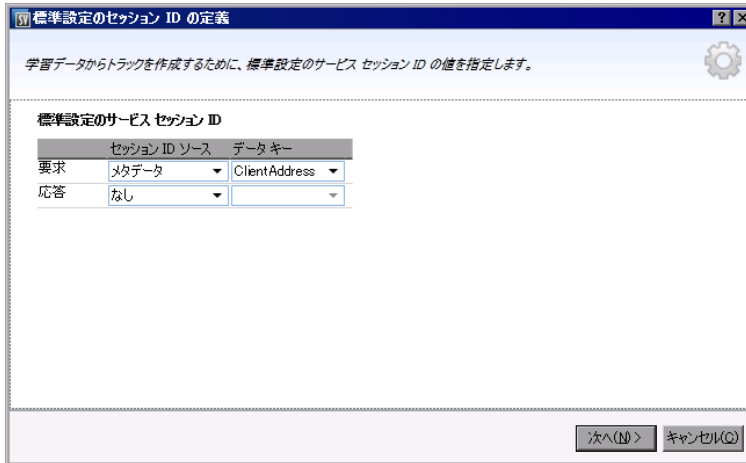 SV 標準設定のセッション ID の定義 ? X
学習データからトラックを作成するために、標準設定のサービス セッション ID の値を指定します。
標準設定のサービス セッション ID
セッション ID ソース データ キー
要求 メタデータ ClientAddress
応答 なし
次へ(N) > キャンセル(C)